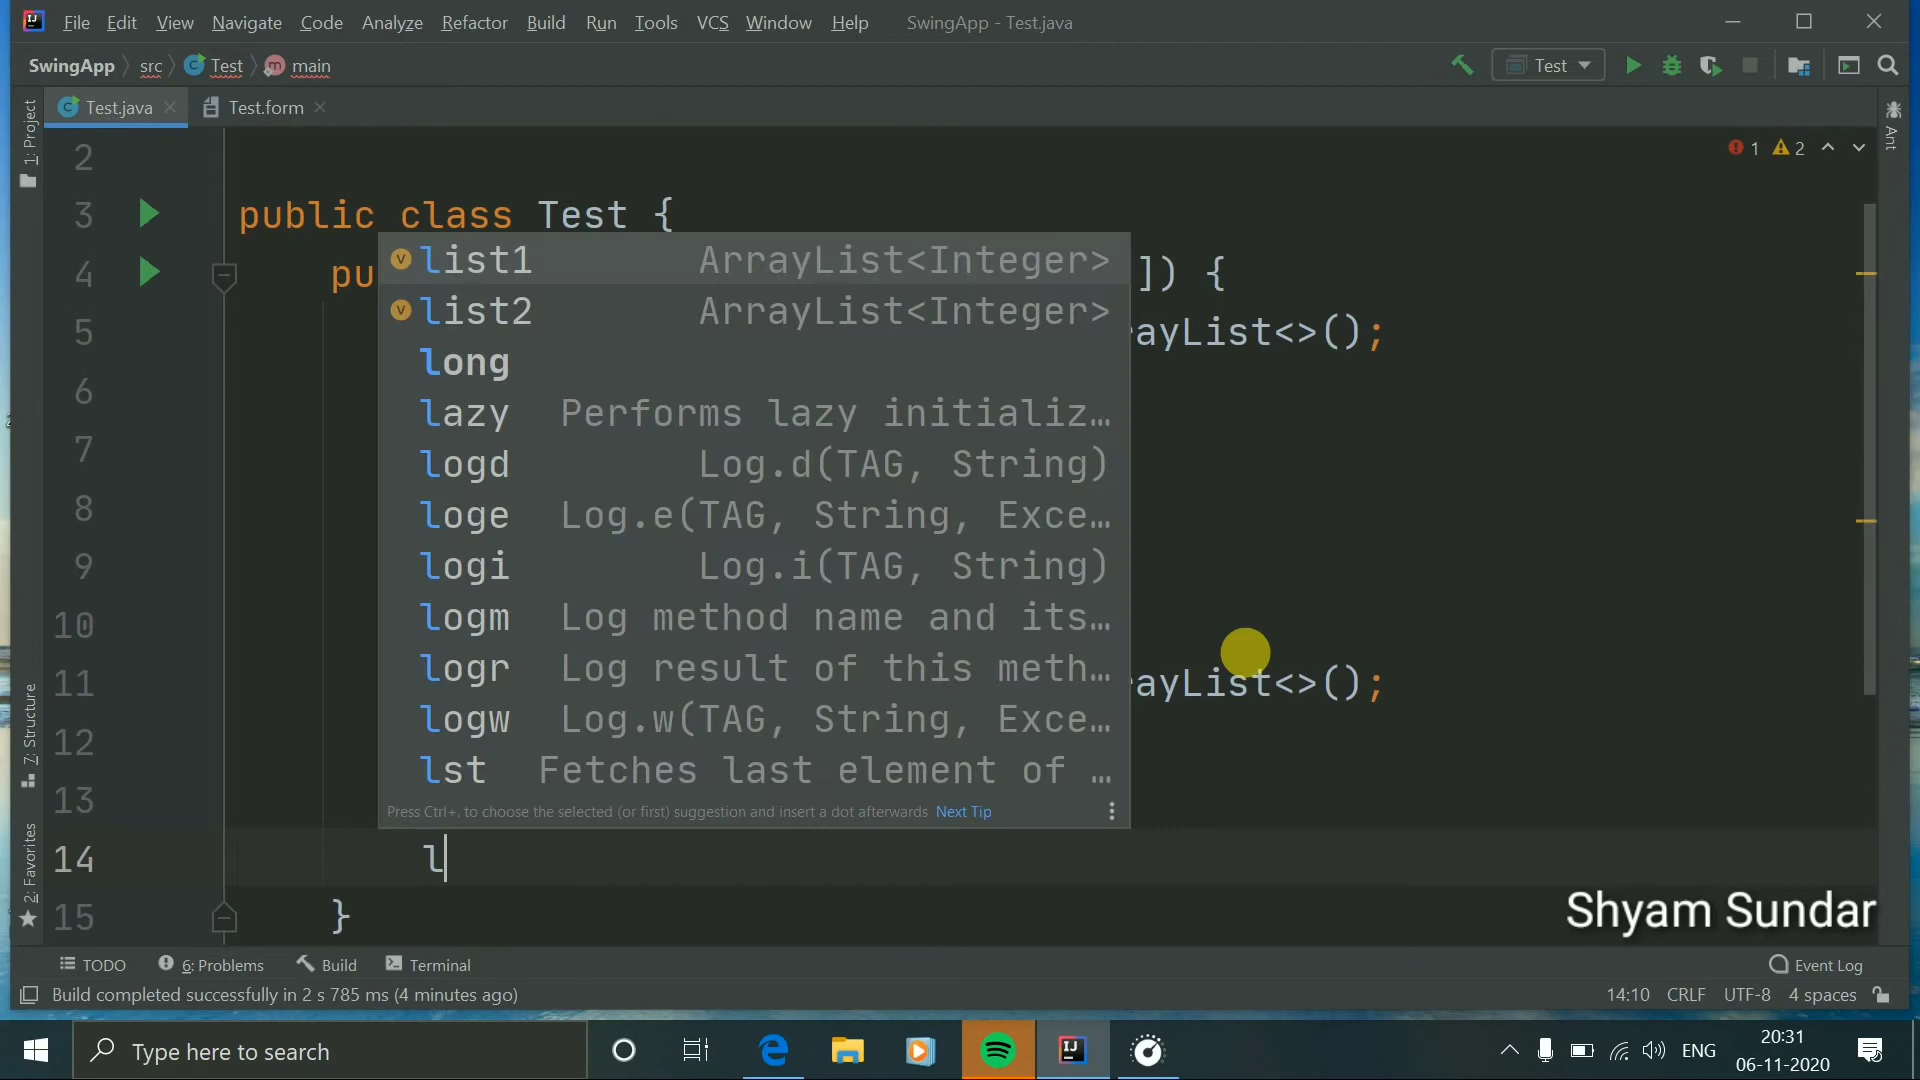 File Edit View Navigate Code Analyze Refactor Build Run Tools VCS Window Help SwingApp - Test.java
SwingApp src Test main Test
Test.java Test.form
1: Project
Ant
1 2
2
3 public class Test {
4 pu ]) {
5 ayList<>();
6
7
8
9
10
11 ayList<>();
12
13
14 l
15 }
list1 ArrayList<Integer>
list2 ArrayList<Integer>
long
lazy Performs lazy initializ…
logd Log.d(TAG, String)
loge Log.e(TAG, String, Exce…
logi Log.i(TAG, String)
logm Log method name and its…
logr Log result of this meth…
logw Log.w(TAG, String, Exce…
lst Fetches last element of …
Press Ctrl+. to choose the selected (or first) suggestion and insert a dot afterwards Next Tip
7: Structure
2: Favorites
Shyam Sundar
TODO 6: Problems Build Terminal Event Log
Build completed successfully in 2 s 785 ms (4 minutes ago) 14:10 CRLF UTF-8 4 spaces
Type here to search
ENG
20:31
06-11-2020